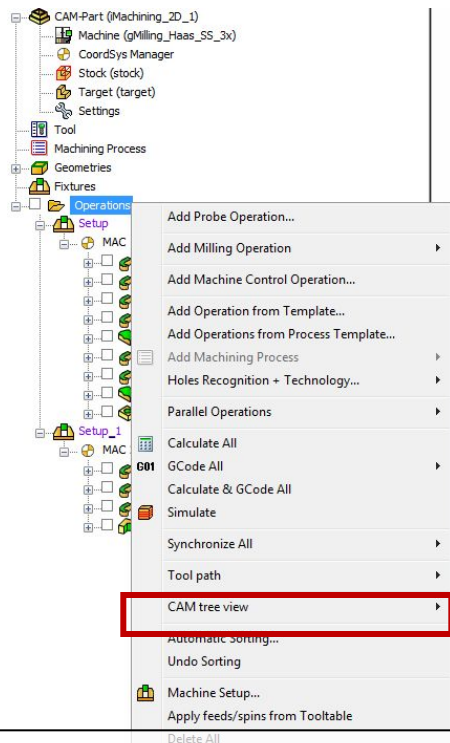 CAM-Part (iMachining_2D_1)
Machine (gMilling_Haas_SS_3x)
CoordSys Manager
Stock (stock)
Target (target)
Settings
Tool
Machining Process
Geometries
Fixtures
Operations
Setup
MAC
Setup_1
MAC
Add Probe Operation...
Add Milling Operation
Add Machine Control Operation...
Add Operation from Template...
Add Operations from Process Template...
Add Machining Process
Holes Recognition + Technology...
Parallel Operations
Calculate All
G01 GCode All
Calculate & GCode All
Simulate
Synchronize All
Tool path
CAM tree view
Automatic Sorting...
Undo Sorting
Machine Setup...
Apply feeds/spins from Tooltable
Delete All